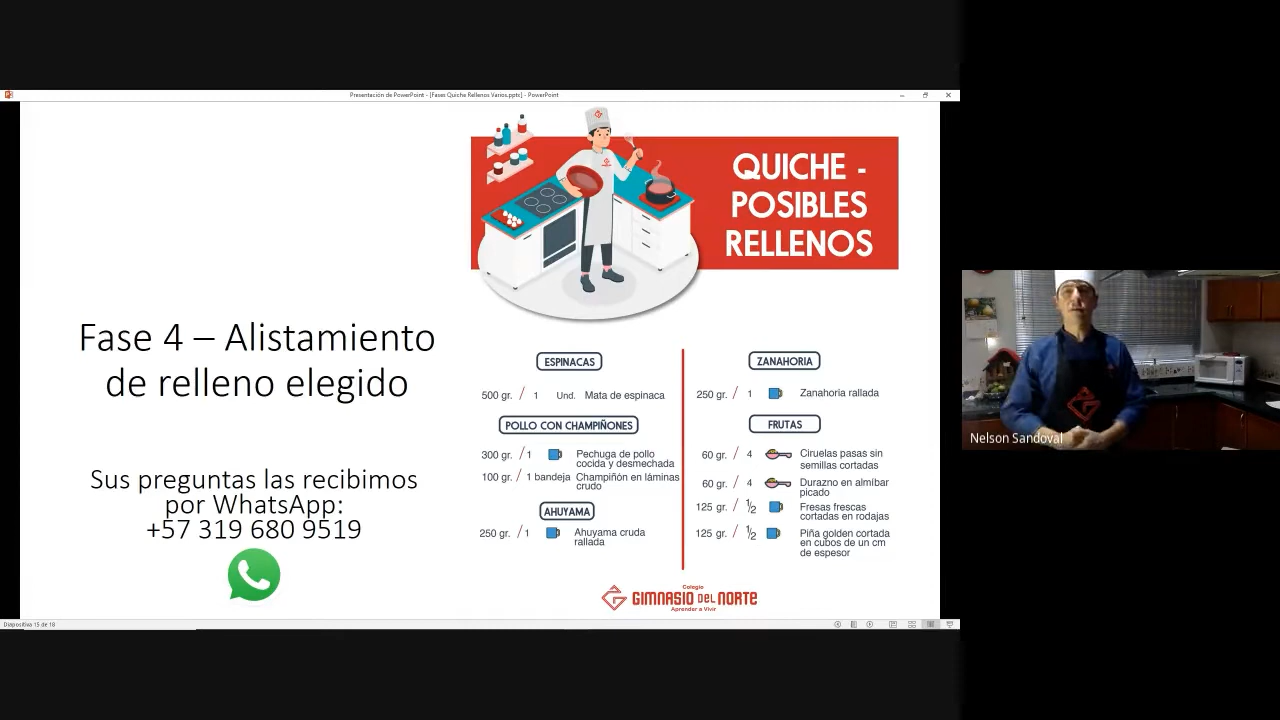 Presentación de PowerPoint - [Fases Quiche Rellenos Varios.pptx] - PowerPoint
QUICHE -
POSIBLES
RELLENOS
Fase 4 – Alistamiento
de relleno elegido
Sus preguntas las recibimos
por WhatsApp:
+57 319 680 9519
ESPINACAS
500 gr. / 1 Und. Mata de espinaca
POLLO CON CHAMPIÑONES
300 gr. / 1 Pechuga de pollo
cocida y desmechada
100 gr. / 1 bandeja Champiñón en láminas
crudo
AHUYAMA
250 gr. / 1 Ahuyama cruda
rallada
ZANAHORIA
250 gr. / 1 Zanahoria rallada
FRUTAS
60 gr. / 4 Ciruelas pasas sin
semillas cortadas
60 gr. / 4 Durazno en almíbar
picado
125 gr. / 1/2 Fresas frescas
cortadas en rodajas
125 gr. / 1/2 Piña golden cortada
en cubos de un cm
de espesor
Colegio
GIMNASIO DEL NORTE
Aprender a Vivir
Diapositiva 15 de 18
Nelson Sandoval